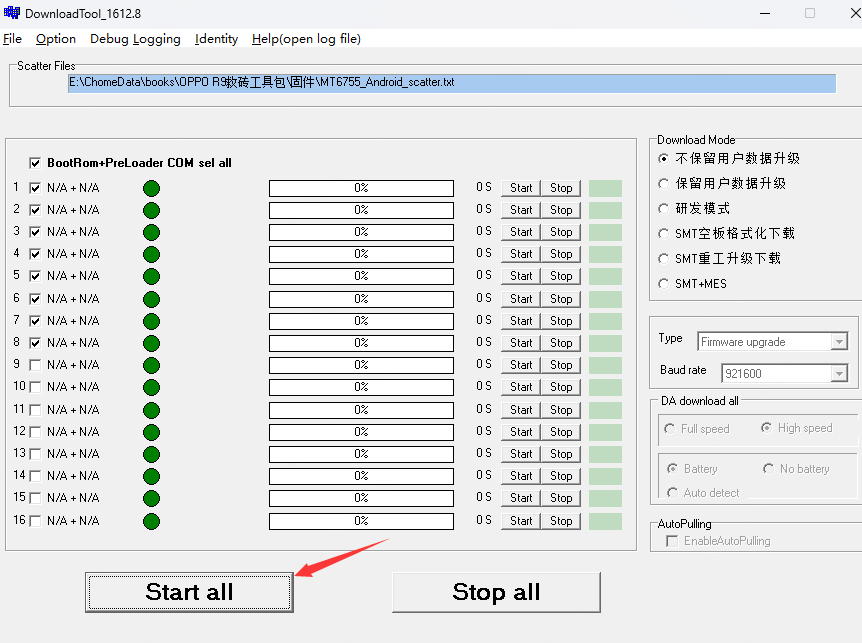 DownloadTool_1612.8
File Option Debug Logging Identity Help(open log file)
Scatter Files
E:\ChomeData\books\OPPO R9救砖工具包\固件\MT6755_Android_scatter.txt
BootRom+PreLoader COM sel all
1 N/A + N/A 0% 0 S Start Stop
2 N/A + N/A 0% 0 S Start Stop
3 N/A + N/A 0% 0 S Start Stop
4 N/A + N/A 0% 0 S Start Stop
5 N/A + N/A 0% 0 S Start Stop
6 N/A + N/A 0% 0 S Start Stop
7 N/A + N/A 0% 0 S Start Stop
8 N/A + N/A 0% 0 S Start Stop
9 N/A + N/A 0% 0 S Start Stop
10 N/A + N/A 0% 0 S Start Stop
11 N/A + N/A 0% 0 S Start Stop
12 N/A + N/A 0% 0 S Start Stop
13 N/A + N/A 0% 0 S Start Stop
14 N/A + N/A 0% 0 S Start Stop
15 N/A + N/A 0% 0 S Start Stop
16 N/A + N/A 0% 0 S Start Stop
Start all Stop all
Download Mode
不保留用户数据升级
保留用户数据升级
研发模式
SMT空板格式化下载
SMT重工升级下载
SMT+MES
Type Firmware upgrade
Baud rate 921600
DA download all
Full speed High speed
Battery No battery
Auto detect
AutoPulling
EnableAutoPulling